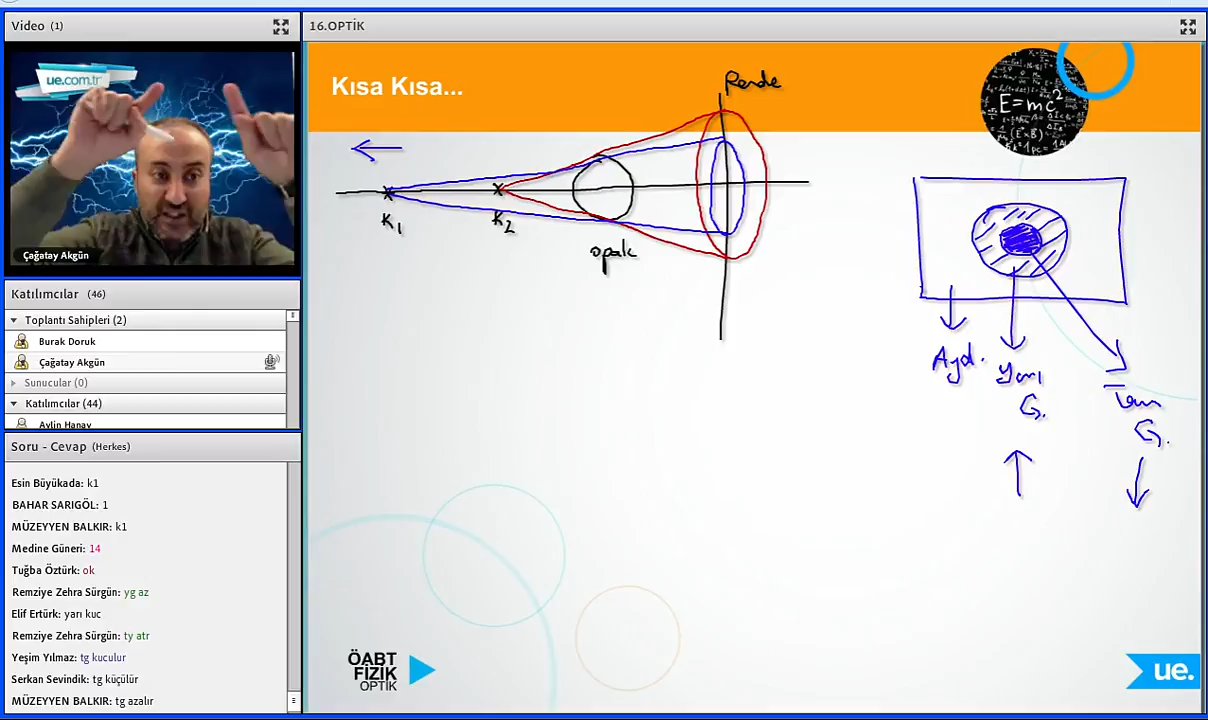 Video (1)
16.OPTİK
ue.com.tr
Çağatay Akgün
Katılımcılar (46)
Toplantı Sahipleri (2)
Burak Doruk
Çağatay Akgün
Sunucular (0)
Katılımcılar (44)
Aylin Hanay
Soru - Cevap (Herkes)
Esin Büyükada: k1
BAHAR SARIGÖL: 1
MÜZEYYEN BALKIR: k1
Medine Güneri: 14
Tuğba Öztürk: ok
Remziye Zehra Sürgün: yg az
Elif Ertürk: yarı kuc
Remziye Zehra Sürgün: ty atr
Yeşim Yılmaz: tg kuculur
Serkan Sevindik: tg küçülür
MÜZEYYEN BALKIR: tg azalır
Kısa Kısa...
Perde
E=mc²
K1
K2
opak
Ayd.
Yarı
G.
Tam
G.
ÖABT
FİZİK
OPTİK
ue.